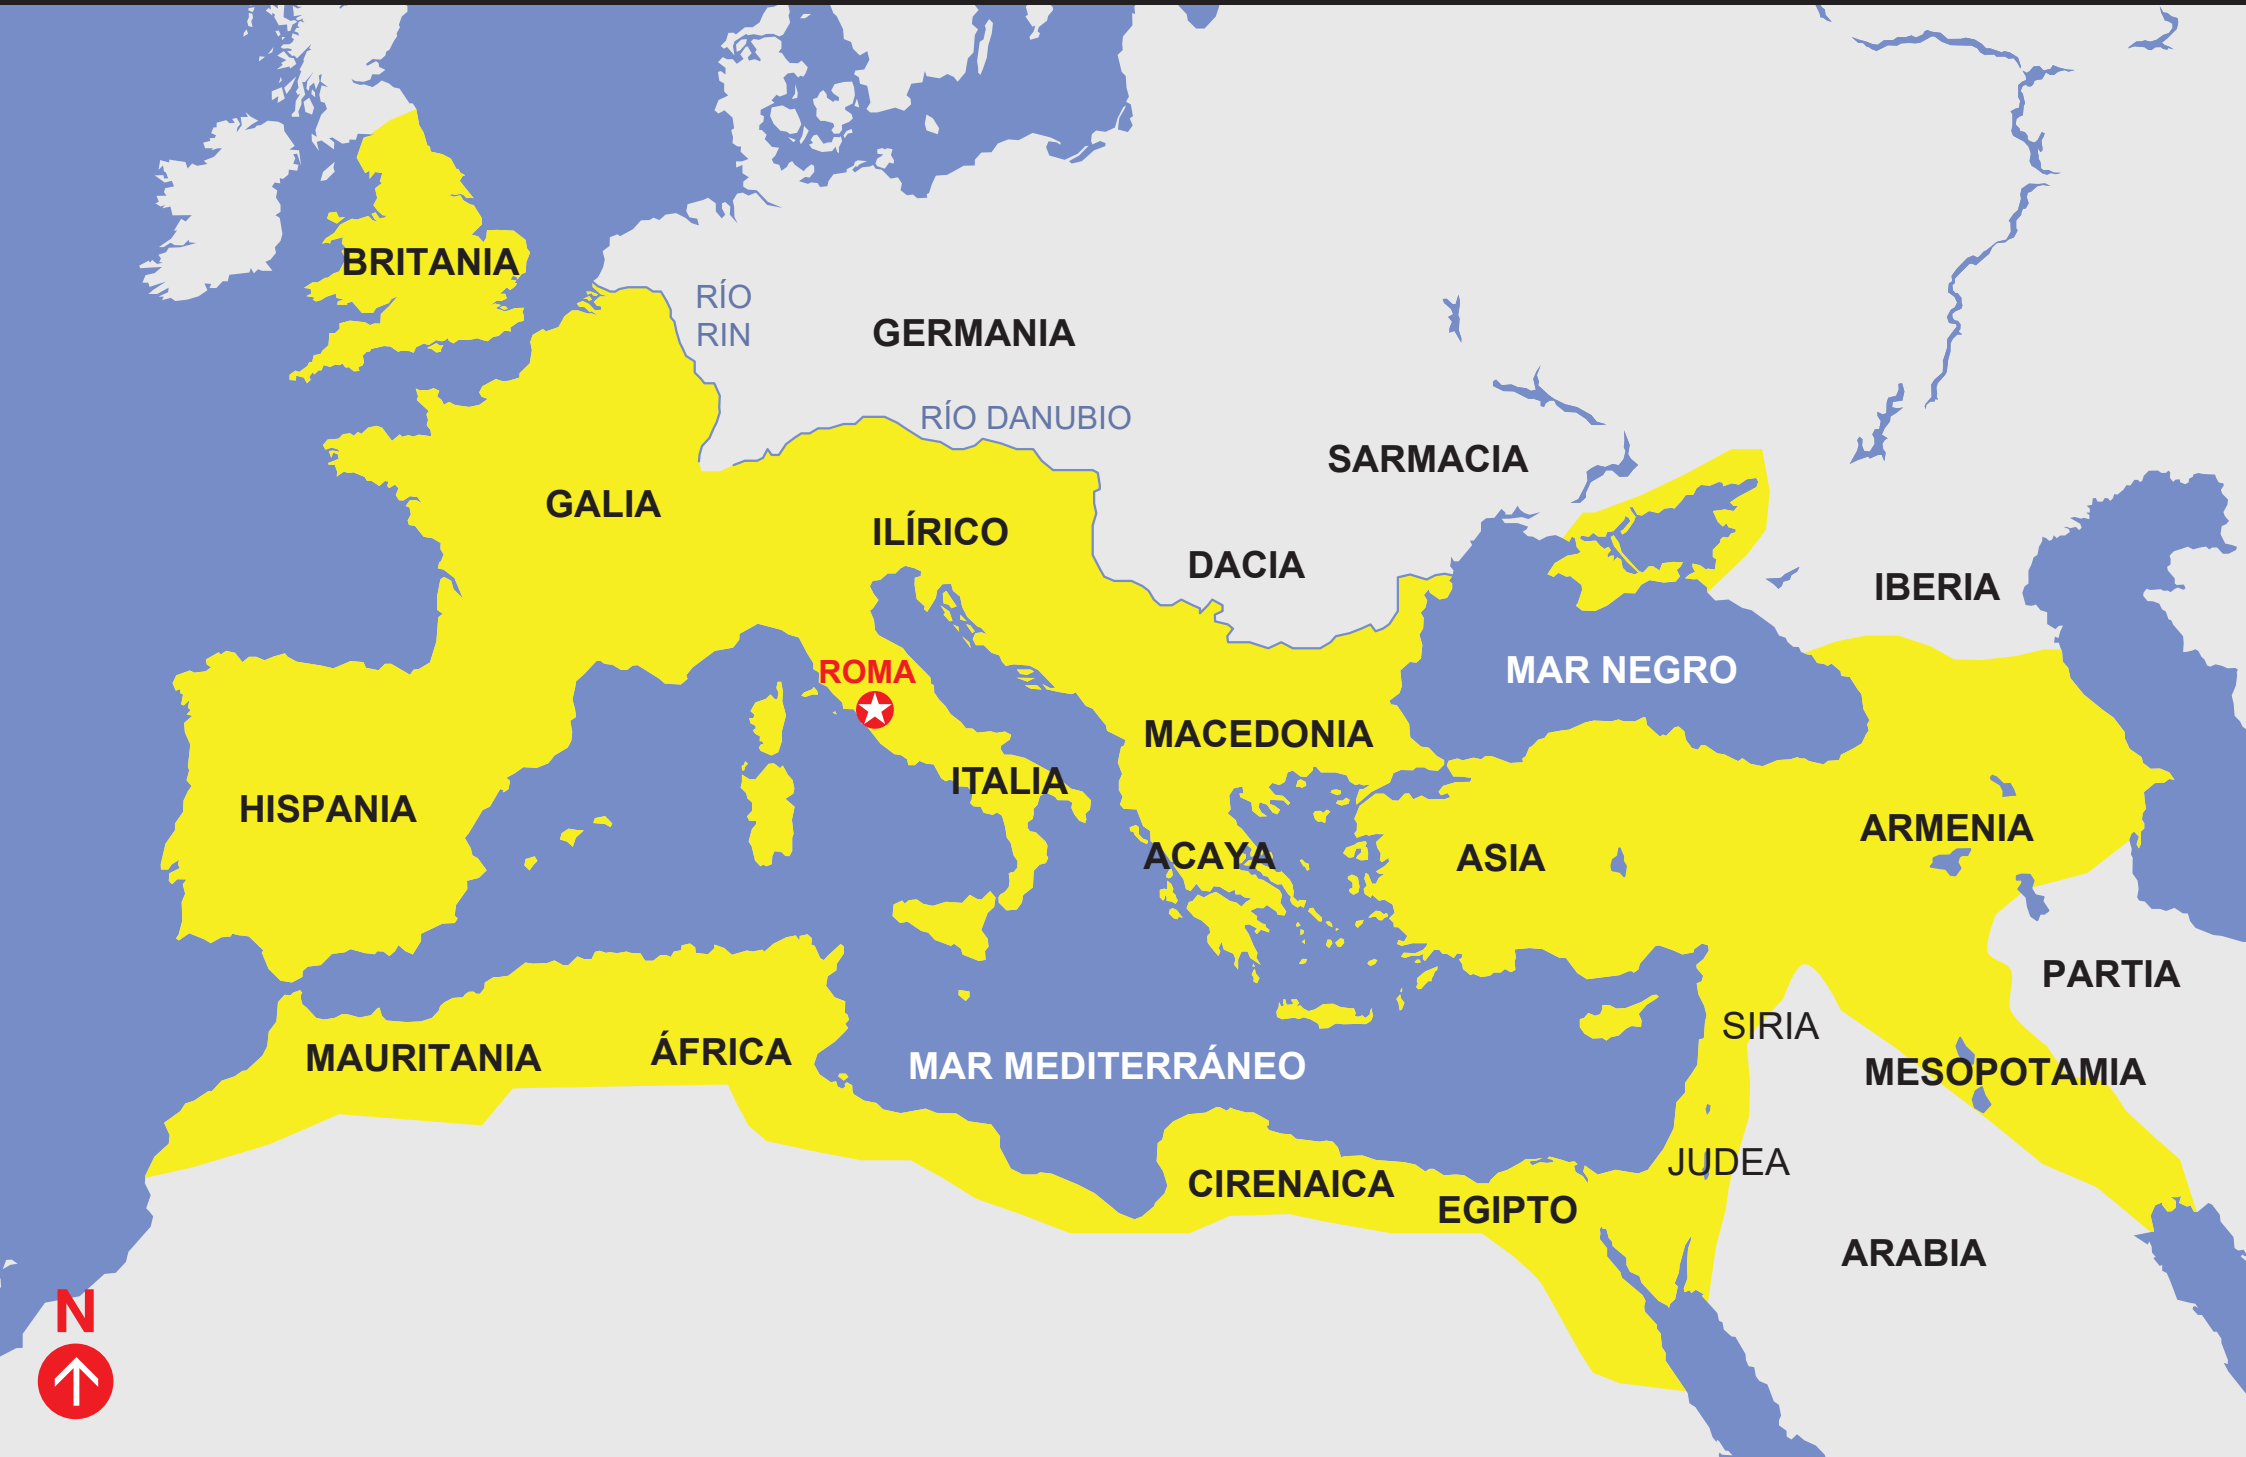 BRITANIA
RÍO
RIN
GERMANIA
RÍO DANUBIO
SARMACIA
GALIA
ILÍRICO
DACIA
IBERIA
ROMA
MAR NEGRO
MACEDONIA
ITALIA
HISPANIA
ACAYA
ASIA
ARMENIA
PARTIA
SIRIA
MAURITANIA
ÁFRICA
MAR MEDITERRÁNEO
MESOPOTAMIA
JUDEA
CIRENAICA
EGIPTO
ARABIA
N